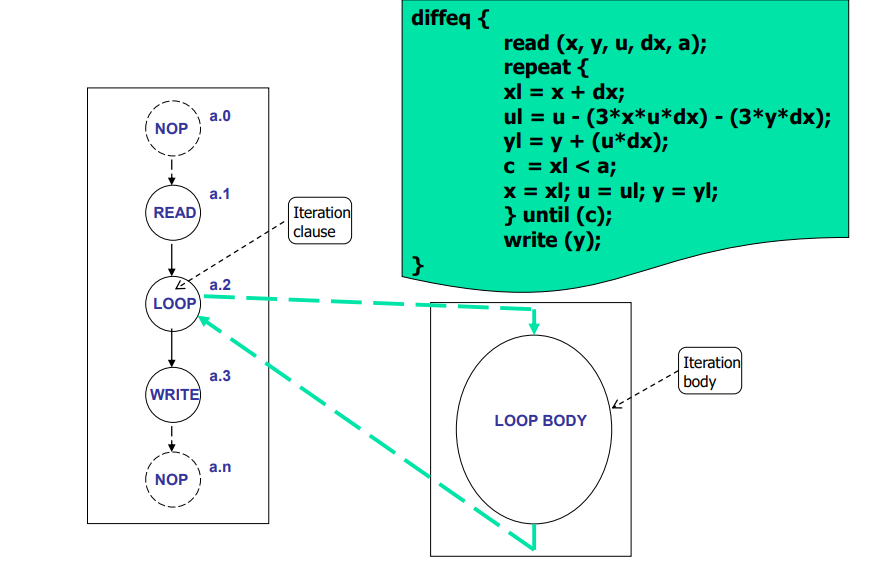 diffeq {
read (x, y, u, dx, a);
repeat {
xl = x + dx;
ul = u - (3*x*u*dx) - (3*y*dx);
yl = y + (u*dx);
c = xl < a;
x = xl; u = ul; y = yl;
} until (c);
write (y);
}
a.0
NOP
a.1
READ
Iteration
clause
a.2
LOOP
a.3
WRITE
a.n
NOP
Iteration
body
LOOP BODY